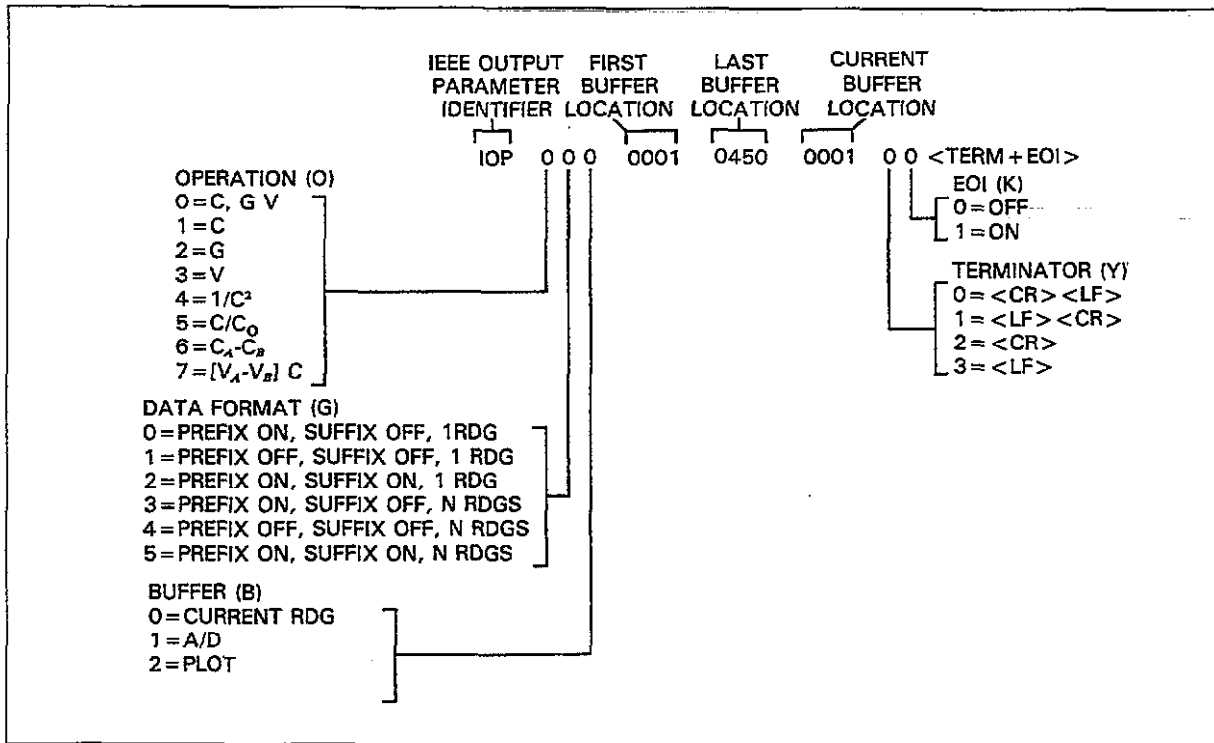 IEEE OUTPUT PARAMETER IDENTIFIER
FIRST BUFFER LOCATION
LAST BUFFER LOCATION
CURRENT BUFFER LOCATION
IOP 0 0 0 0001 0450 0001 0 0 <TERM + EOI>
OPERATION (O)
0 = C, G V
1 = C
2 = G
3 = V
4 = 1/C²
5 = C/C₀
6 = C_A-C_B
7 = [V_A-V_B] C
DATA FORMAT (G)
0 = PREFIX ON, SUFFIX OFF, 1RDG
1 = PREFIX OFF, SUFFIX OFF, 1 RDG
2 = PREFIX ON, SUFFIX ON, 1 RDG
3 = PREFIX ON, SUFFIX OFF, N RDGS
4 = PREFIX OFF, SUFFIX OFF, N RDGS
5 = PREFIX ON, SUFFIX ON, N RDGS
BUFFER (B)
0 = CURRENT RDG
1 = A/D
2 = PLOT
EOI (K)
0 = OFF
1 = ON
TERMINATOR (Y)
0 = <CR> <LF>
1 = <LF> <CR>
2 = <CR>
3 = <LF>